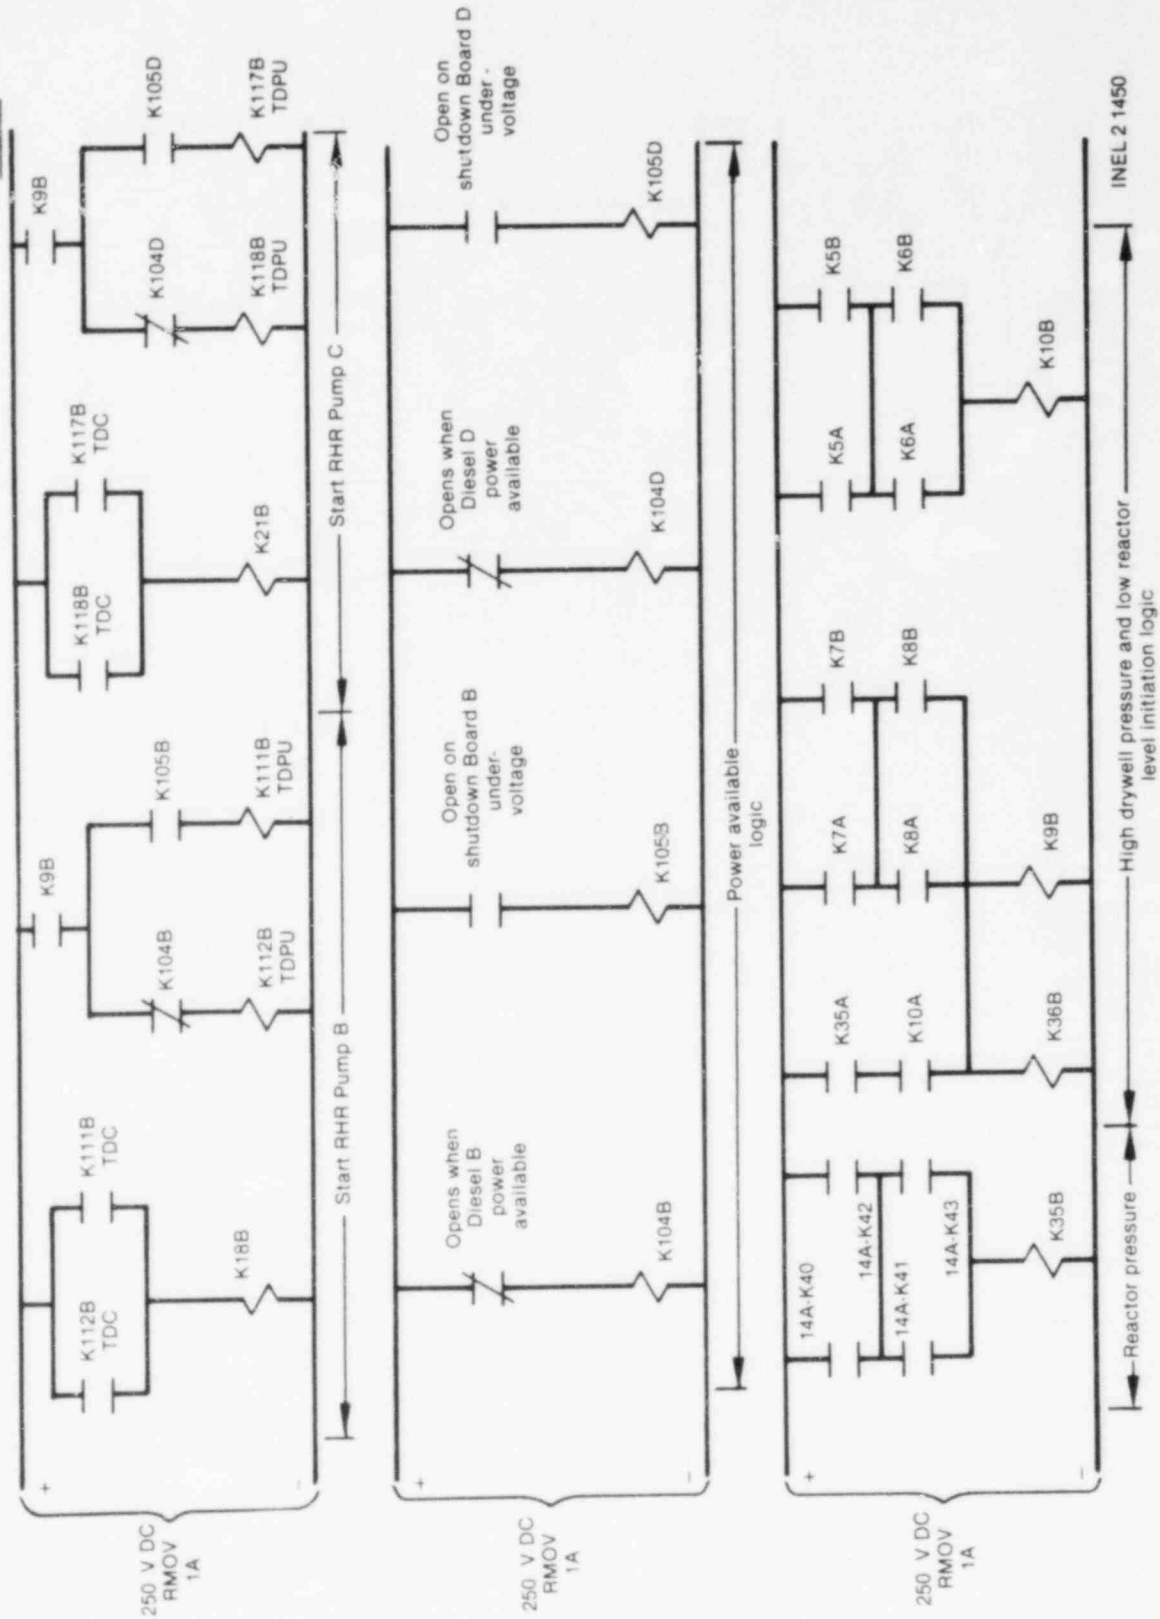 250 V DC
RMOV
1A
+
-
K112B
TDC
K111B
TDC
K18B
K9B
K104B
K105B
K112B
TDPU
K111B
TDPU
K118B
TDC
K117B
TDC
K21B
K9B
K104D
K105D
K118B
TDPU
K117B
TDPU
Start RHR Pump B
Start RHR Pump C
250 V DC
RMOV
1A
+
-
Opens when
Diesel B
power
available
K104B
Open on
shutdown Board B
under-
voltage
K105B
Opens when
Diesel D
power
available
K104D
Open on
shutdown Board D
under-
voltage
K105D
Power available
logic
250 V DC
RMOV
1A
+
-
14A-K40
14A-K42
14A-K41
14A-K43
K35B
K35A
K10A
K36B
K7A
K7B
K8A
K8B
K9B
K5A
K5B
K6A
K6B
K10B
Reactor pressure
High drywell pressure and low reactor
level initiation logic
INEL 2 1450